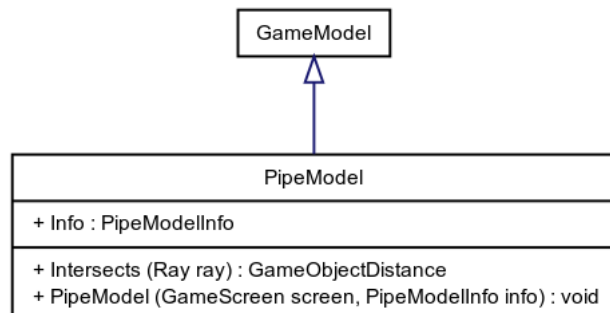 GameModel
PipeModel
+ Info : PipeModelInfo
+ Intersects (Ray ray) : GameObjectDistance
+ PipeModel (GameScreen screen, PipeModelInfo info) : void